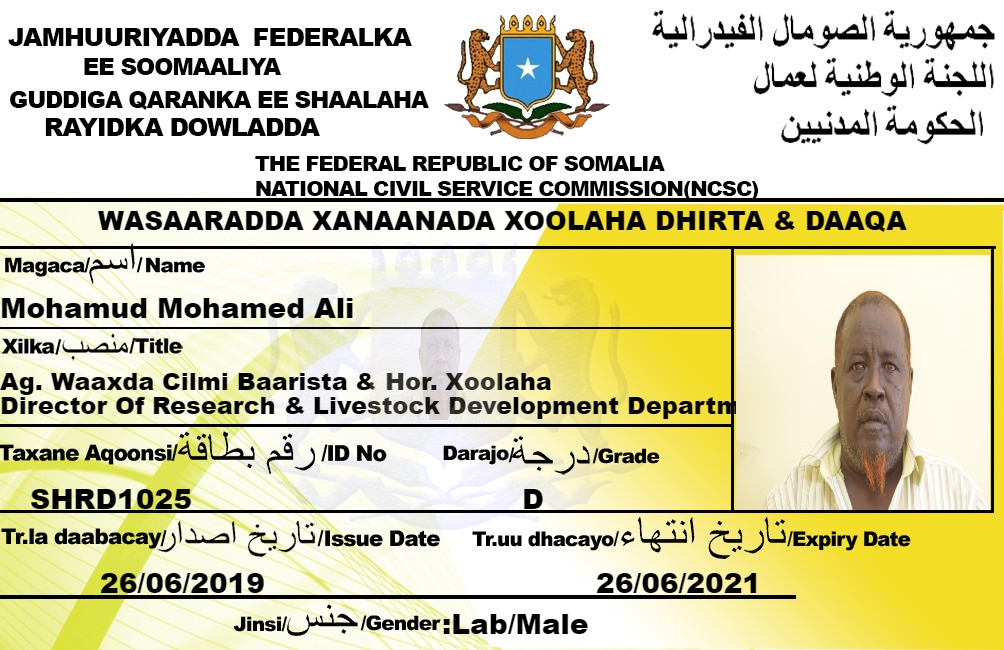 JAMHUURIYADDA FEDERALKA
EE SOOMAALIYA
GUDDIGA QARANKA EE SHAALAHA
RAYIDKA DOWLADDA
جمهورية الصومال الفيدرالية
اللجنة الوطنية لعمال
الحكومة المدنيين
THE FEDERAL REPUBLIC OF SOMALIA
NATIONAL CIVIL SERVICE COMMISSION(NCSC)
WASAARADDA XANAANADA XOOLAHA DHIRTA & DAAQA
Magaca/اسم/Name
Mohamud Mohamed Ali
Xilka/منصب/Title
Ag. Waaxda Cilmi Baarista & Hor. Xoolaha
Director Of Research & Livestock Development Departm
Taxane Aqoonsi/رقم بطاقة/ID No
Darajo/درجة/Grade
SHRD1025
D
Tr.la daabacay/تاريخ اصدار/Issue Date
Tr.uu dhacayo/تاريخ انتهاء/Expiry Date
26/06/2019
26/06/2021
Jinsi/جنس/Gender:Lab/Male